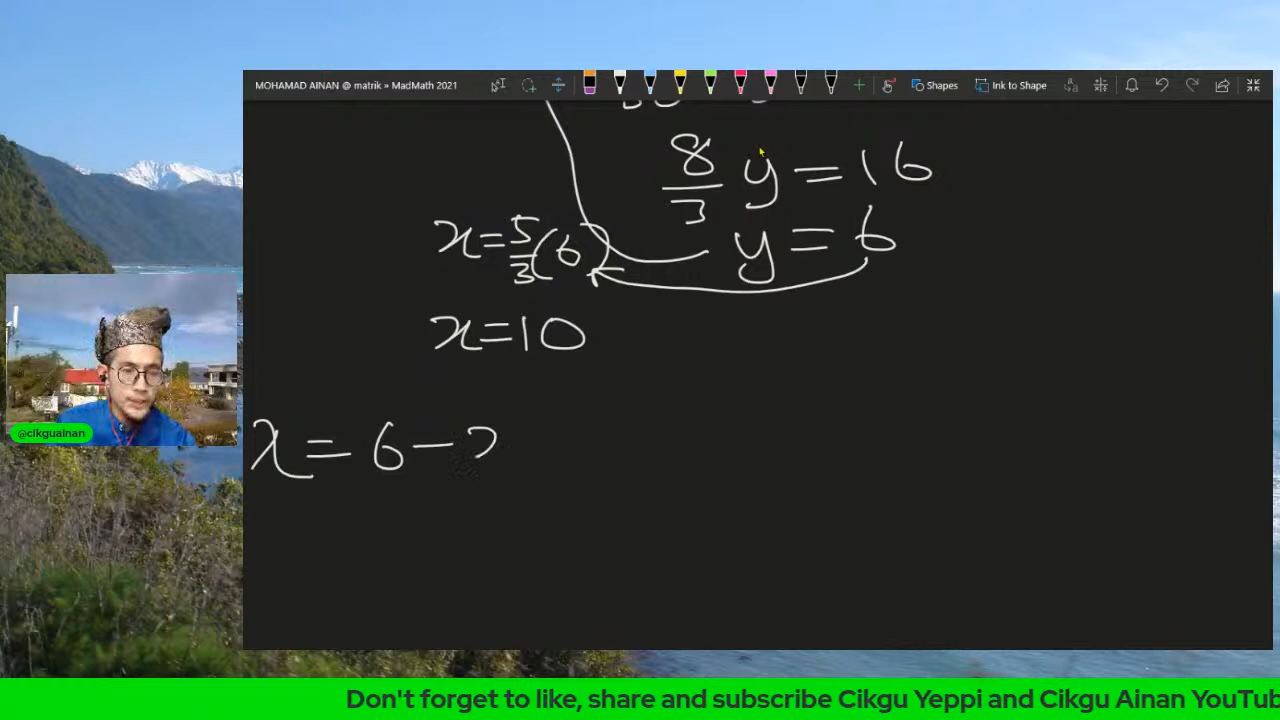 MOHAMAD AINAN @ matrik » MadMath 2021
Shapes
Ink to Shape
8/3 y = 16
x = 5/3 (6)
y = 6
x = 10
@cikguainan
x = 6 -
Don't forget to like, share and subscribe Cikgu Yeppi and Cikgu Ainan YouTub